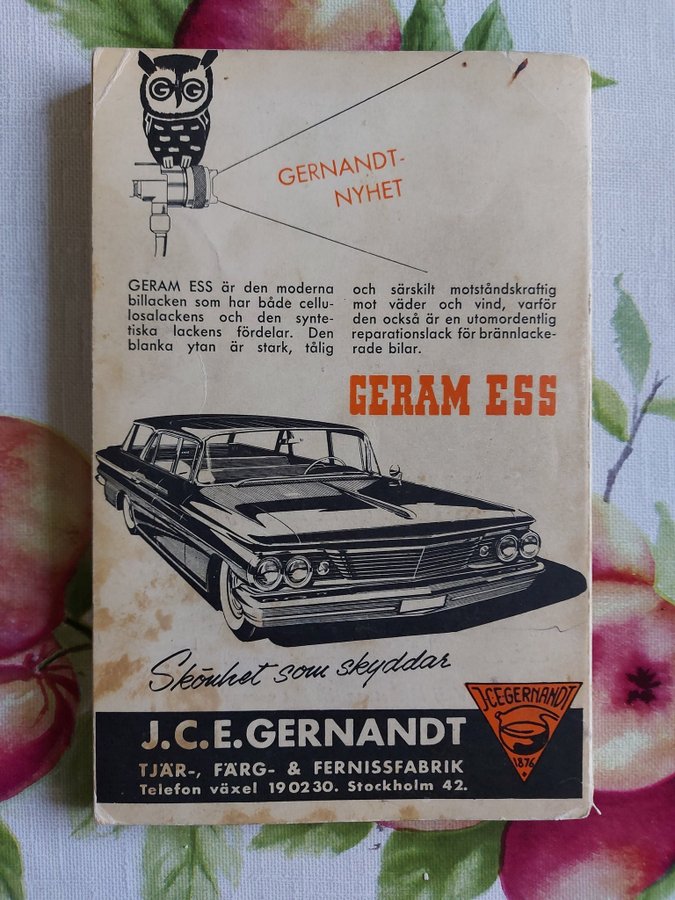 G G
GERNANDT-
NYHET
GERAM ESS är den moderna
billacken som har både cellu-
losalackens och den synte-
tiska lackens fördelar. Den
blanka ytan är stark, tålig
och särskilt motståndskraftig
mot väder och vind, varför
den också är en utomordentlig
reparationslack för brännlacke-
rade bilar.
GERAM ESS
Skönhet som skyddar
J.C.E.GERNANDT
TJÄR-, FÄRG- & FERNISSFABRIK
Telefon växel 190230. Stockholm 42.
J.C.E GERNANDT
1876